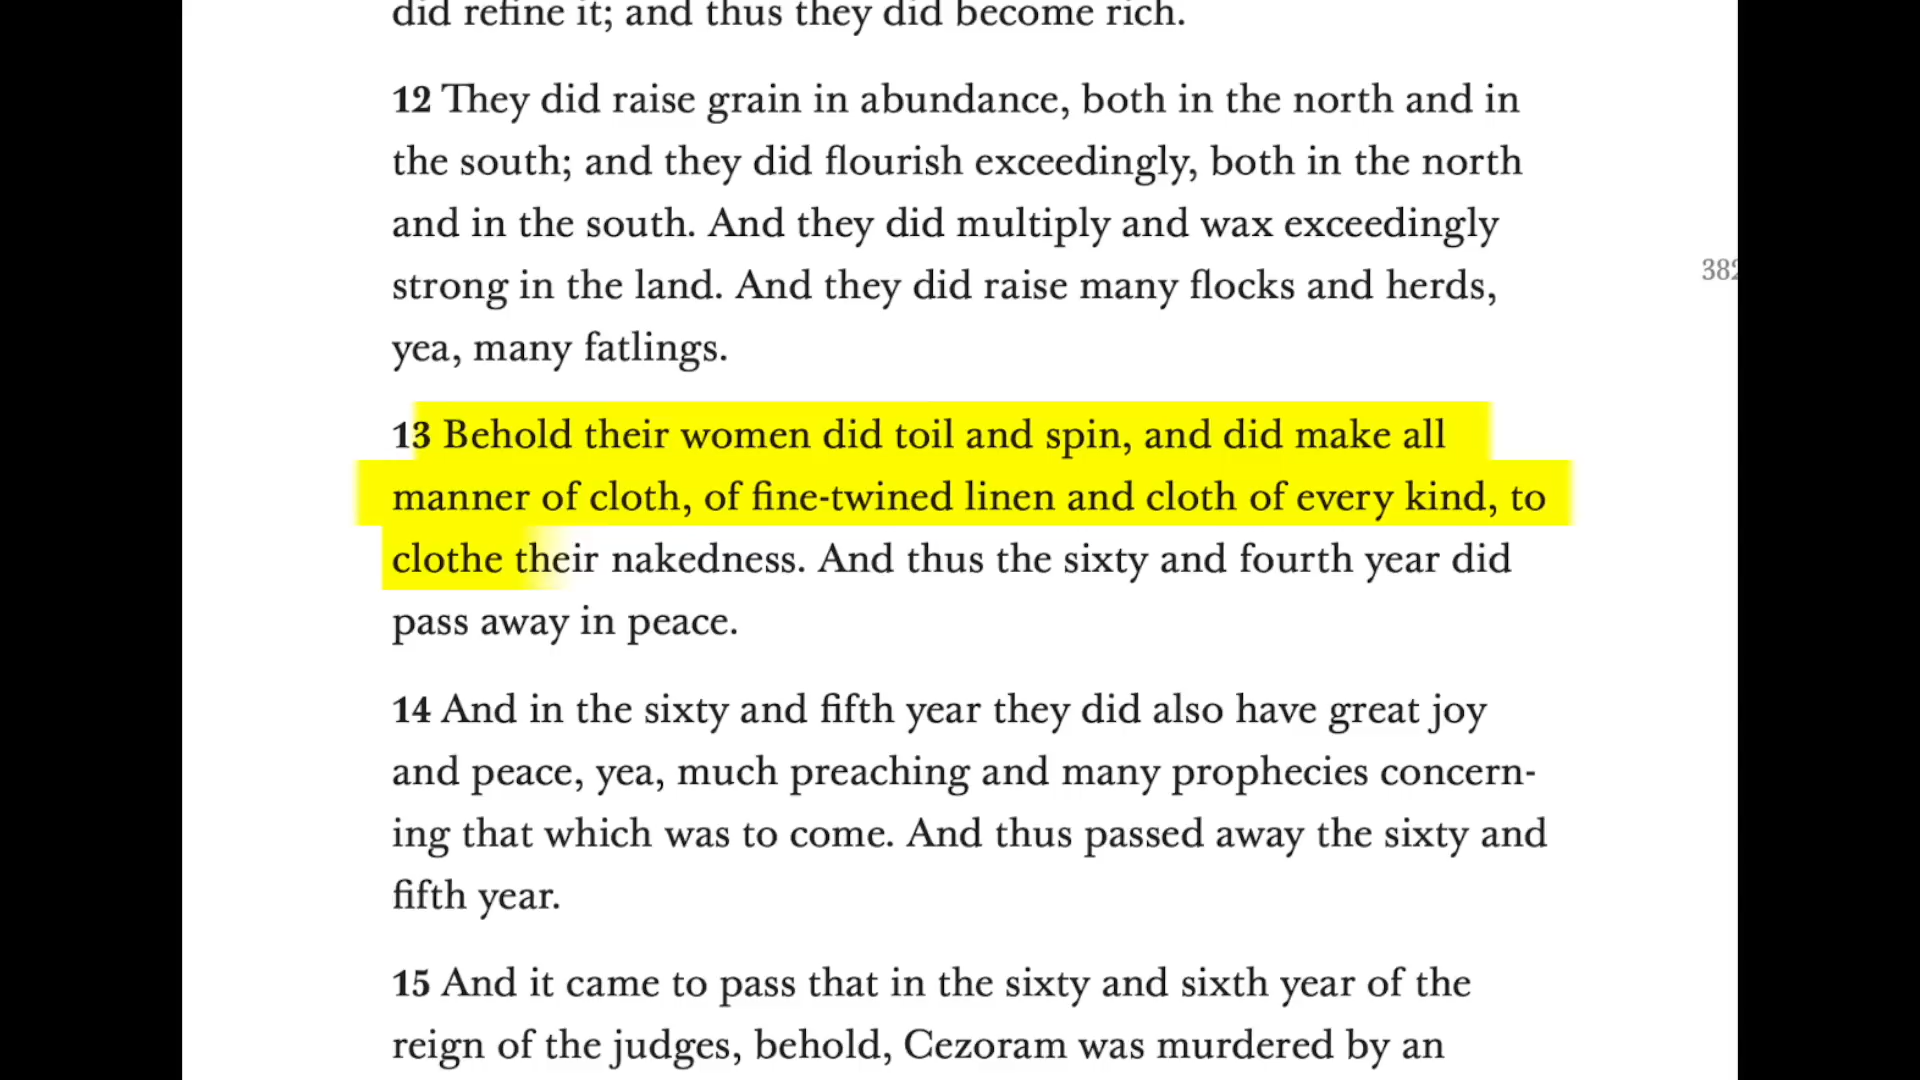 did refine it; and thus they did become rich.
12 They did raise grain in abundance, both in the north and in
the south; and they did flourish exceedingly, both in the north
and in the south. And they did multiply and wax exceedingly
strong in the land. And they did raise many flocks and herds,
yea, many fatlings.
382
13 Behold their women did toil and spin, and did make all
manner of cloth, of fine-twined linen and cloth of every kind, to
clothe their nakedness. And thus the sixty and fourth year did
pass away in peace.
14 And in the sixty and fifth year they did also have great joy
and peace, yea, much preaching and many prophecies concern-
ing that which was to come. And thus passed away the sixty and
fifth year.
15 And it came to pass that in the sixty and sixth year of the
reign of the judges, behold, Cezoram was murdered by an